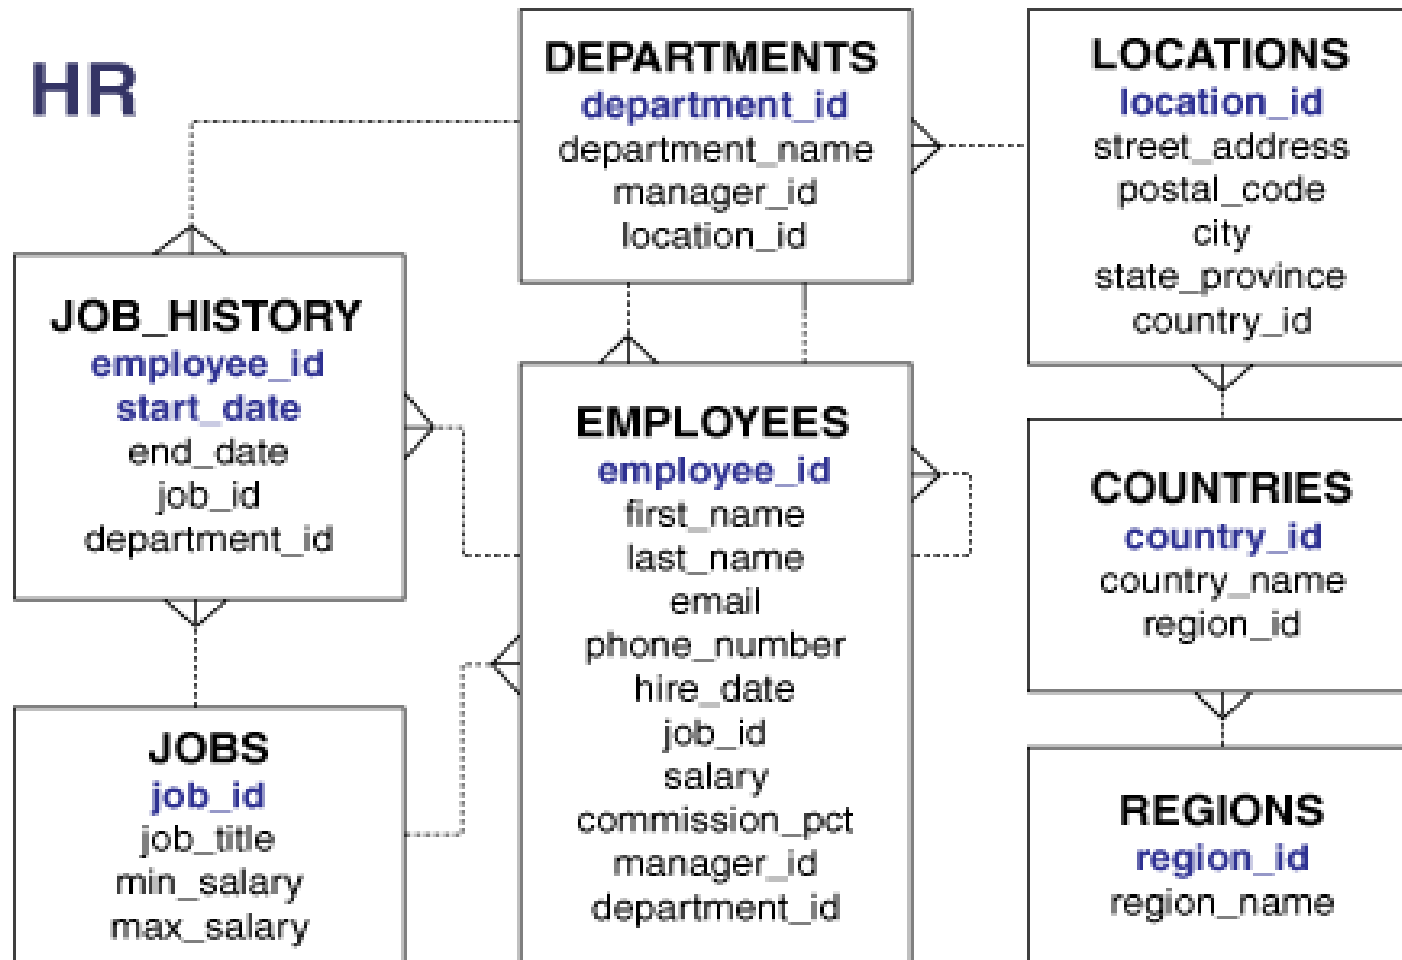 HR
DEPARTMENTS
department_id
department_name
manager_id
location_id
LOCATIONS
location_id
street_address
postal_code
city
state_province
country_id
JOB_HISTORY
employee_id
start_date
end_date
job_id
department_id
EMPLOYEES
employee_id
first_name
last_name
email
phone_number
hire_date
job_id
salary
commission_pct
manager_id
department_id
COUNTRIES
country_id
country_name
region_id
JOBS
job_id
job_title
min_salary
max_salary
REGIONS
region_id
region_name